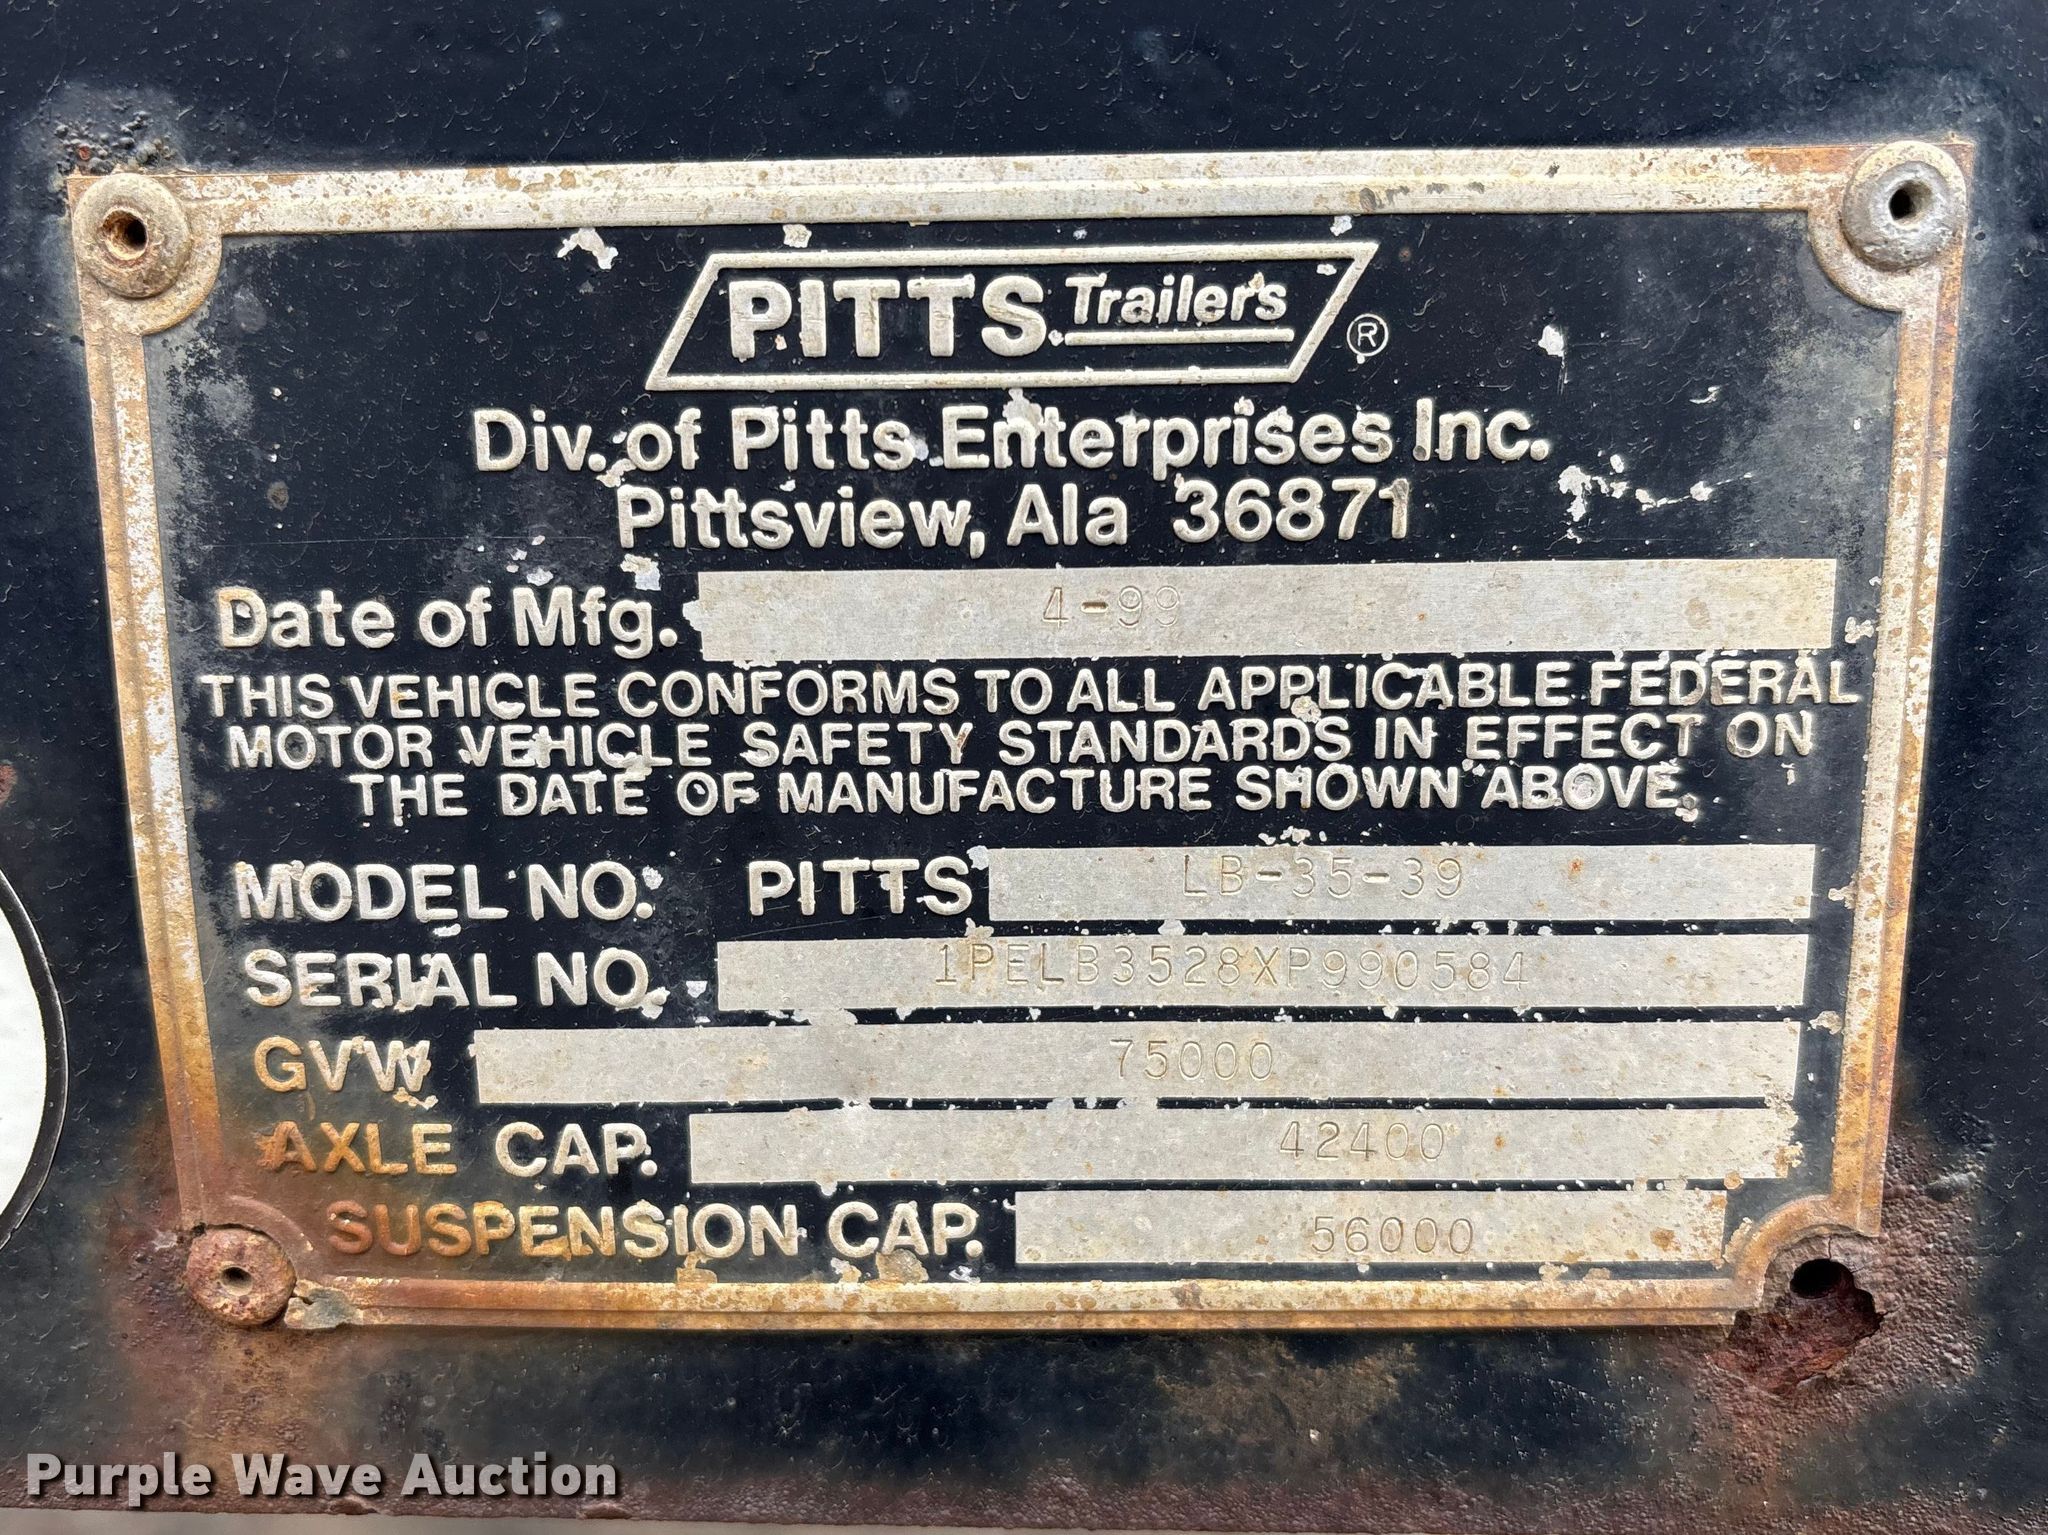 PITTS Trailers ®
Div. of Pitts Enterprises Inc.
Pittsview, Ala 36871
Date of Mfg. 4-99
THIS VEHICLE CONFORMS TO ALL APPLICABLE FEDERAL
MOTOR VEHICLE SAFETY STANDARDS IN EFFECT ON
THE DATE OF MANUFACTURE SHOWN ABOVE.
MODEL NO: PITTS LB-35-39
SERIAL NO. 1PELB3528XP990584
GVW 75000
AXLE CAP. 42400
SUSPENSION CAP. 56000
Purple Wave Auction